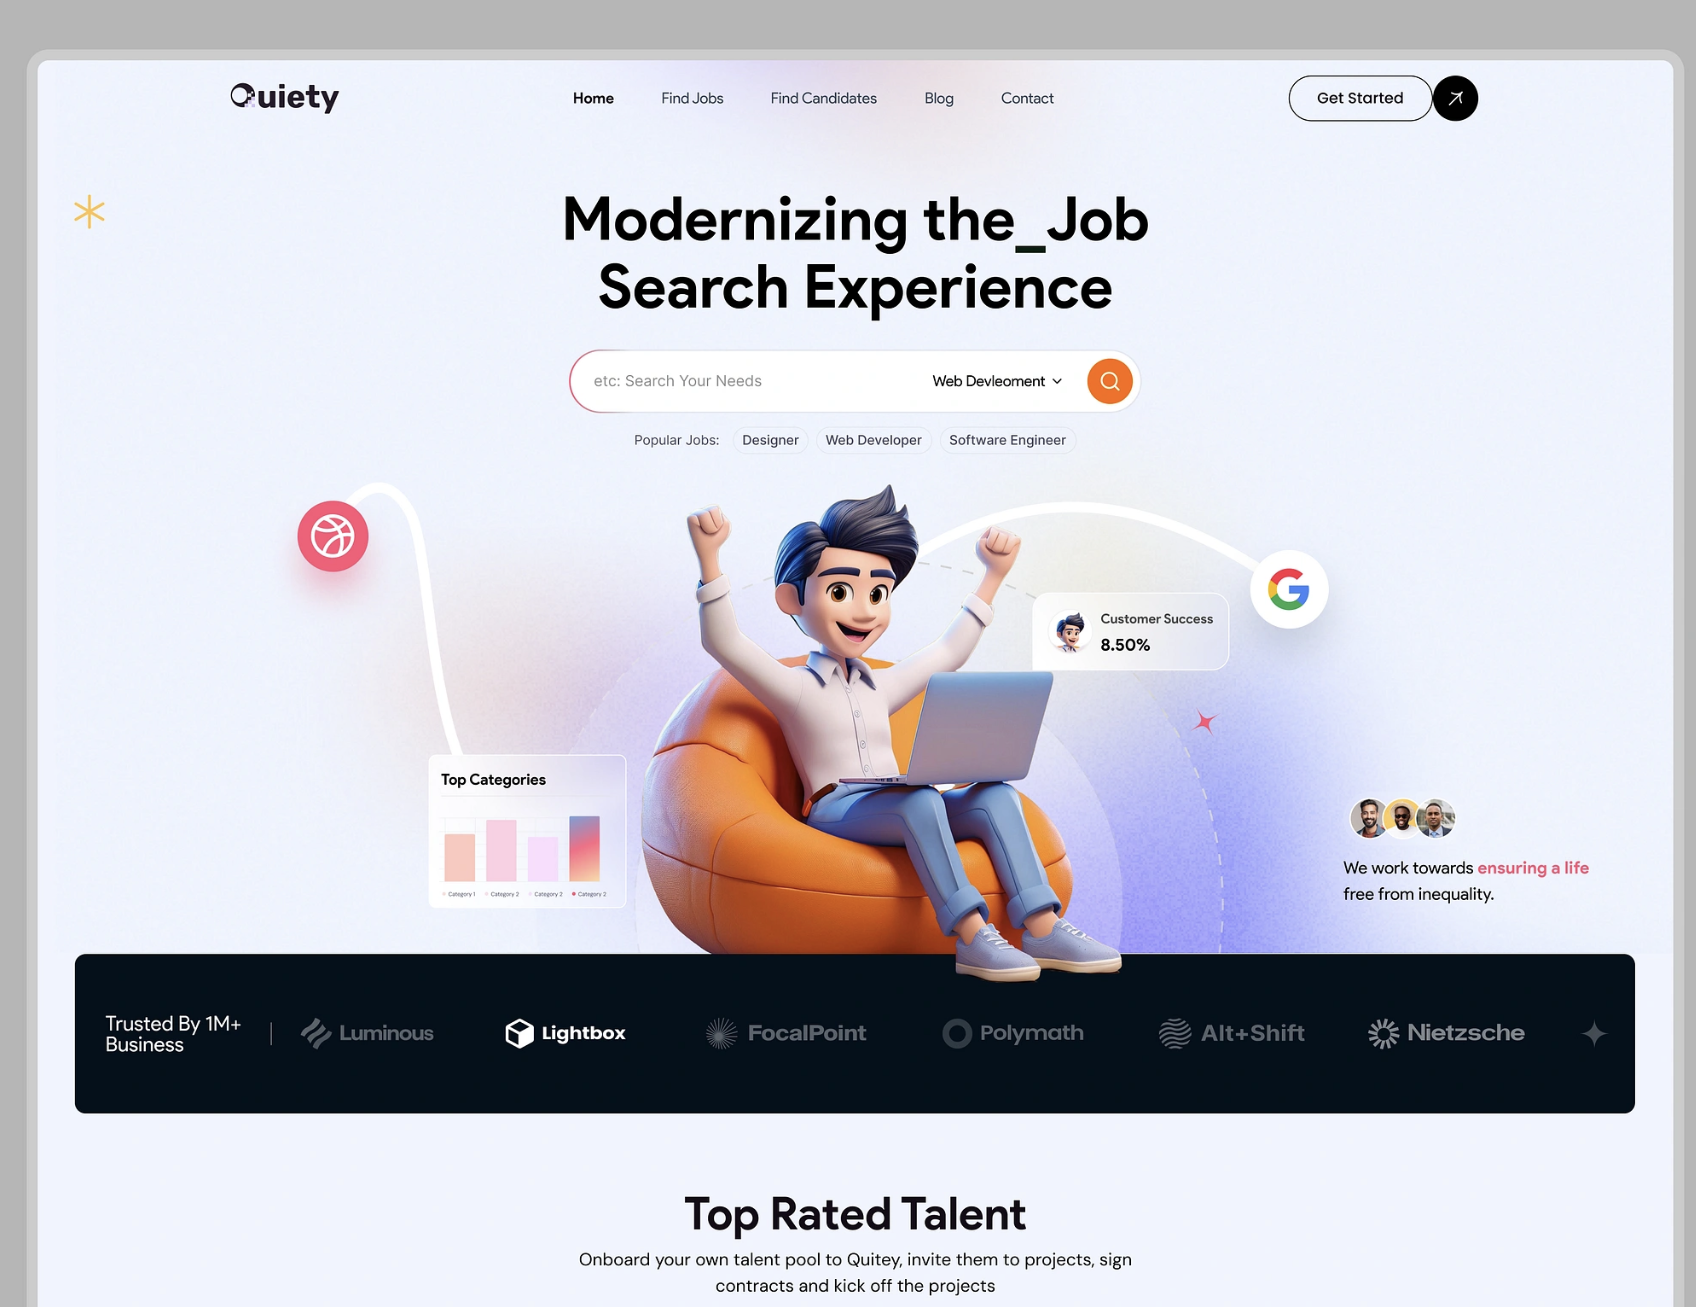 Quiety
Home
Find Jobs
Find Candidates
Blog
Contact
Get Started
Modernizing the_Job
Search Experience
etc: Search Your Needs
Web Devleoment
Popular Jobs:
Designer
Web Developer
Software Engineer
Customer Success
8.50%
Top Categories
Category 1
Category 2
Category 2
Category 2
We work towards ensuring a life
free from inequality.
Trusted By 1M+
Business
Luminous
Lightbox
FocalPoint
Polymath
Alt+Shift
Nietzsche
Top Rated Talent
Onboard your own talent pool to Quitey, invite them to projects, sign
contracts and kick off the projects